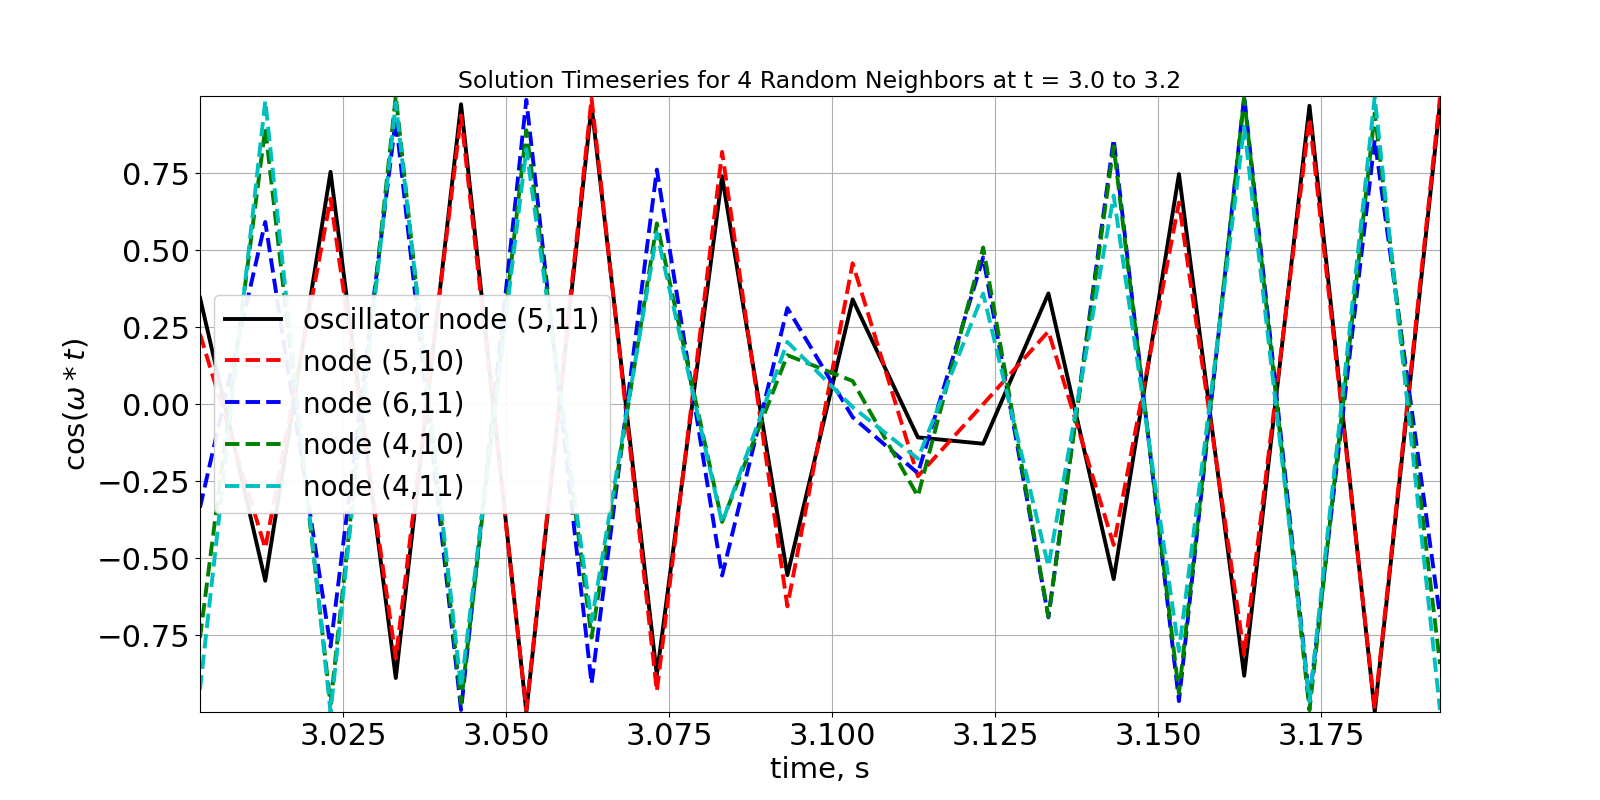 Solution Timeseries for 4 Random Neighbors at t = 3.0 to 3.2
0.75
0.50
0.25
0.00
−0.25
−0.50
−0.75
cos(ω * t)
oscillator node (5,11)
node (5,10)
node (6,11)
node (4,10)
node (4,11)
3.025 3.050 3.075 3.100 3.125 3.150 3.175
time, s